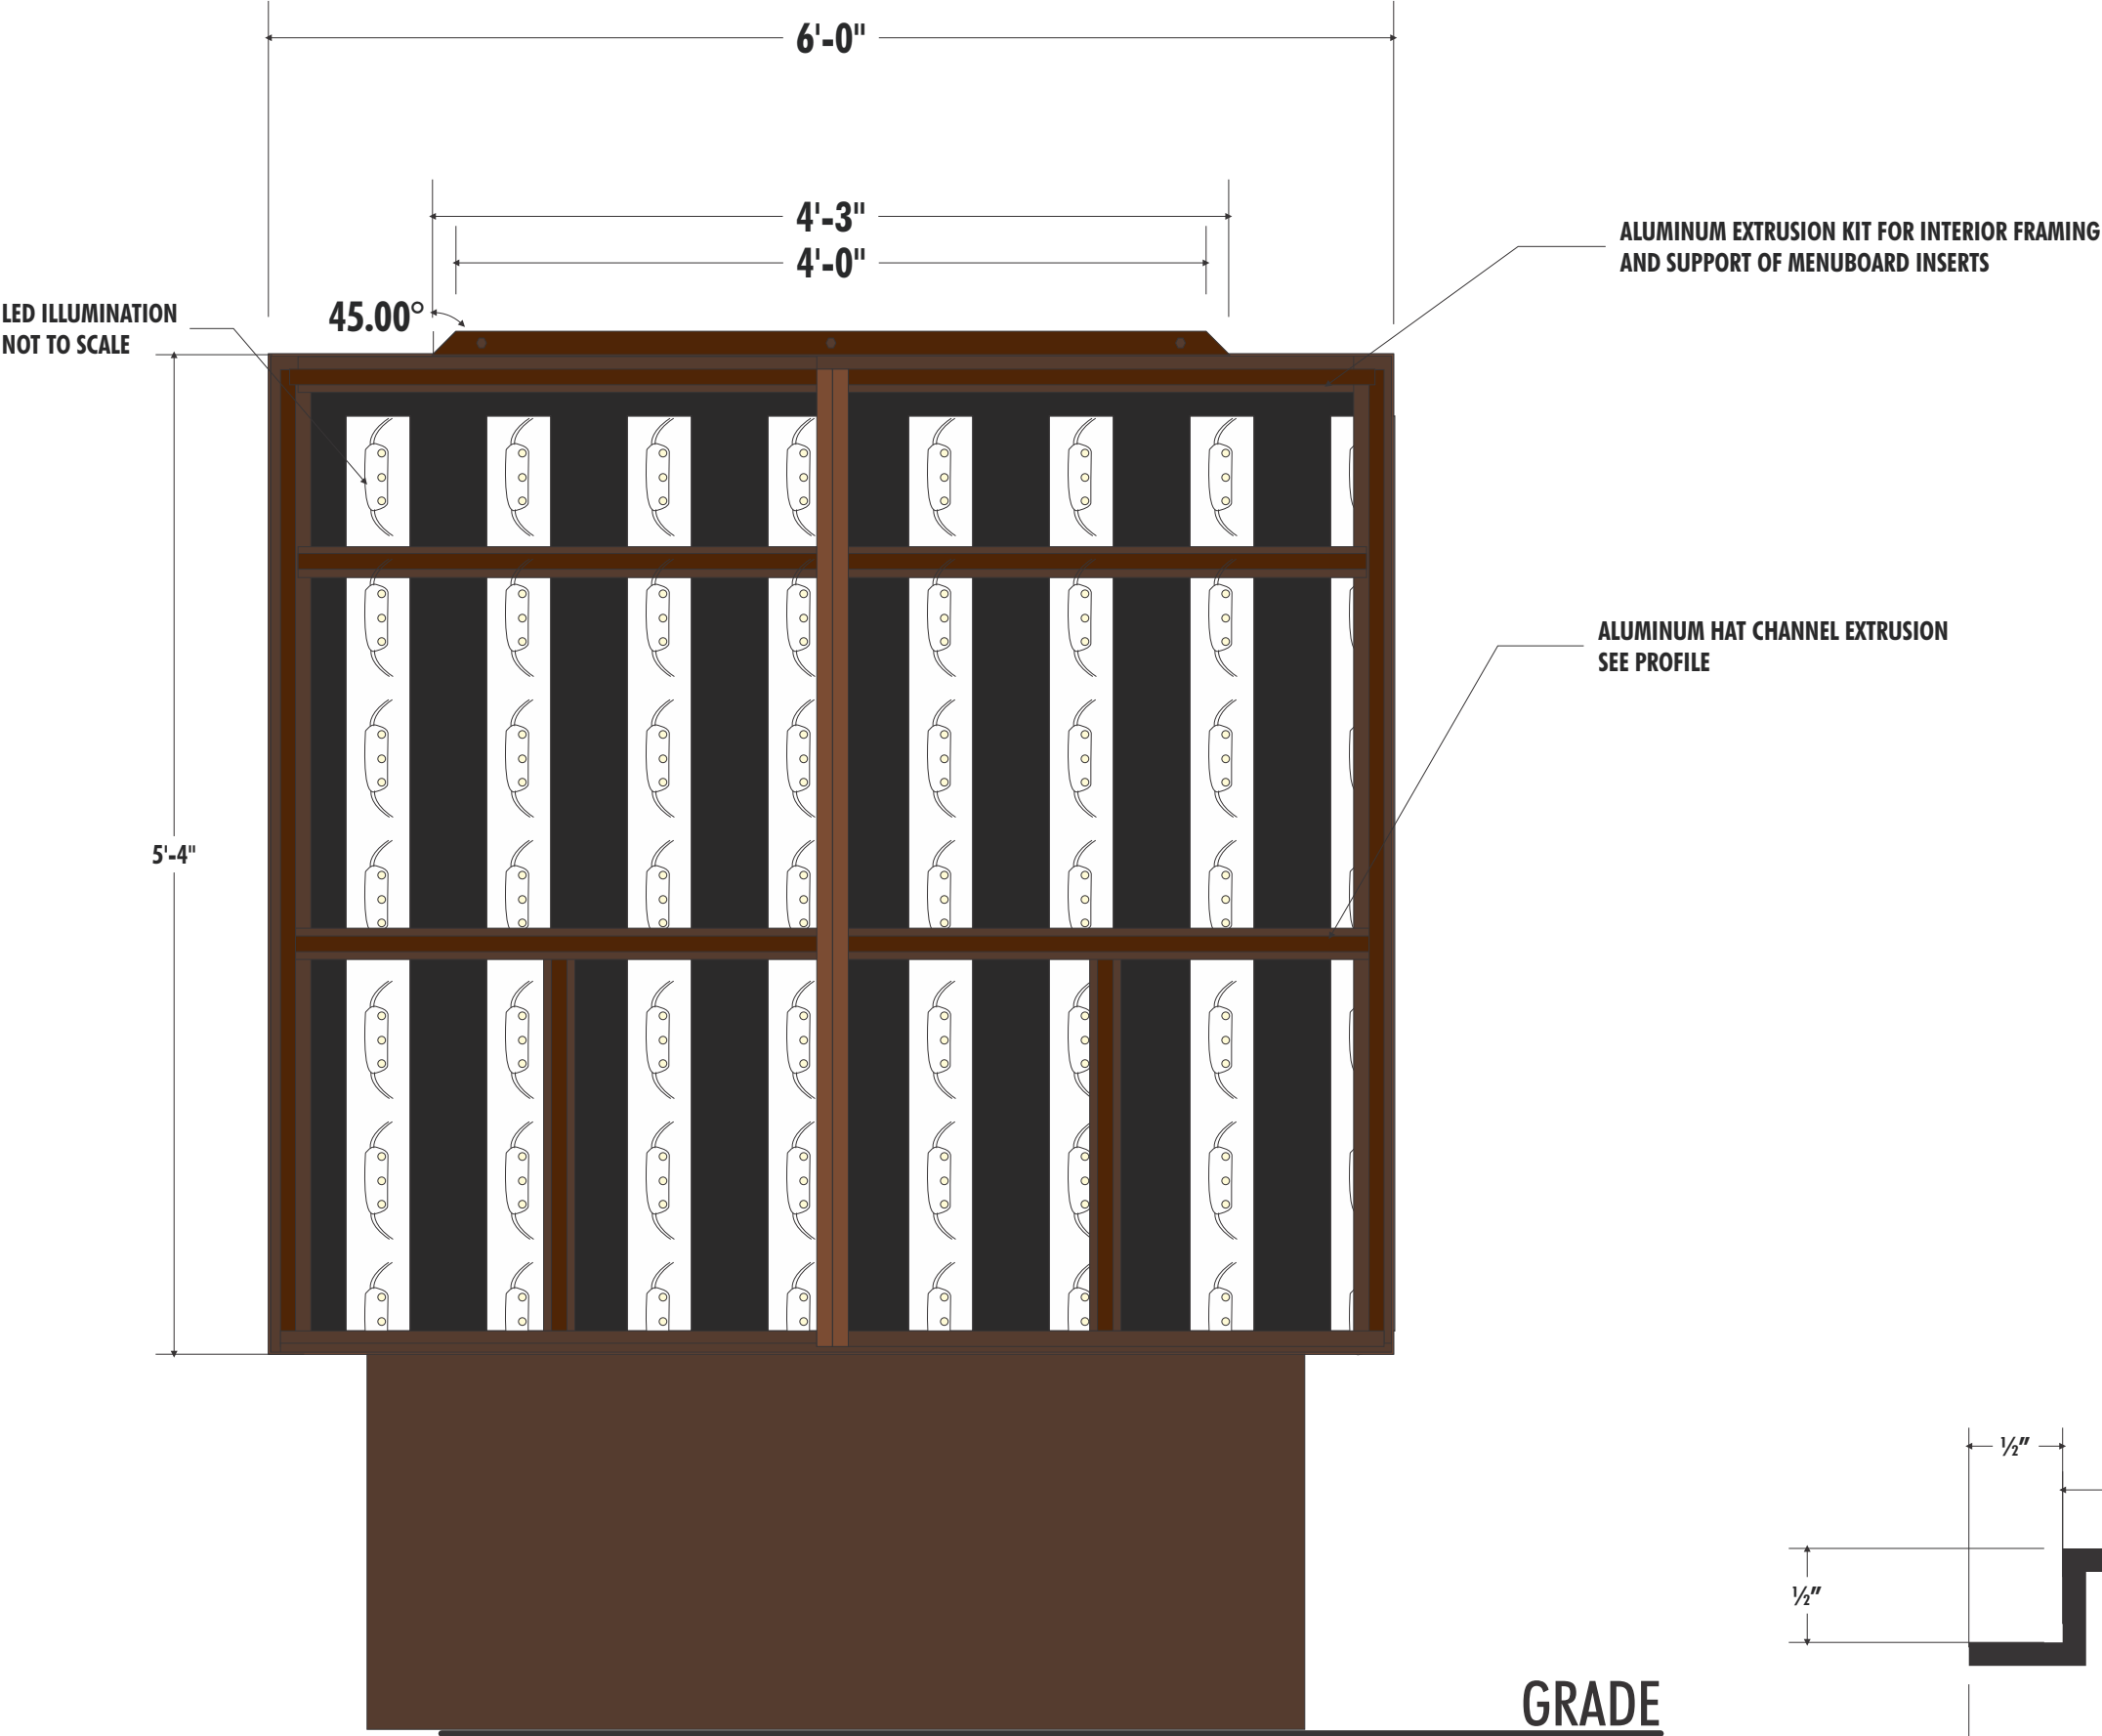 6'-0"
4'-3"
4'-0"
45.00°
ALUMINUM EXTRUSION KIT FOR INTERIOR FRAMING
AND SUPPORT OF MENUBOARD INSERTS
LED ILLUMINATION
NOT TO SCALE
ALUMINUM HAT CHANNEL EXTRUSION
SEE PROFILE
5'-4"
½"
½"
GRADE